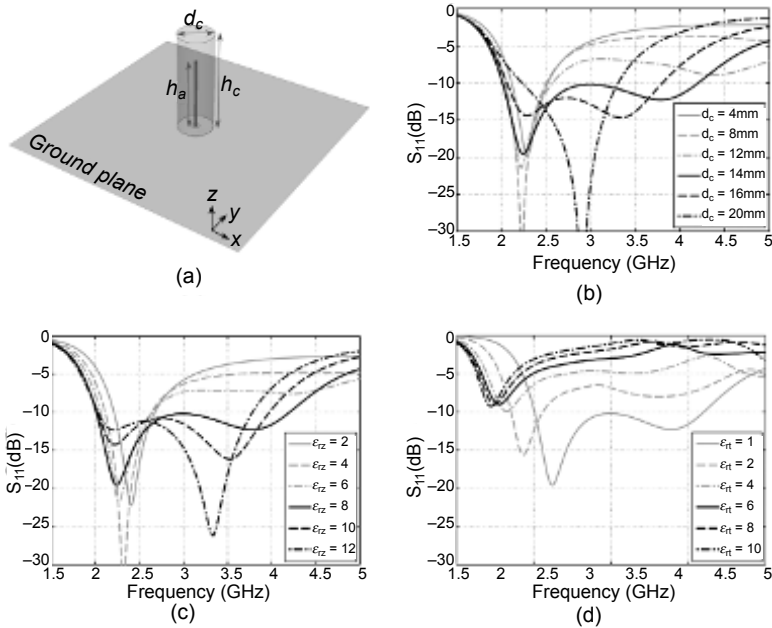 d_c
h_a
h_c
Ground plane
z
y
x
(a)
0
−5
−10
−15
−20
−25
−30
S₁₁(dB)
d_c = 4mm
d_c = 8mm
d_c = 12mm
d_c = 14mm
d_c = 16mm
d_c = 20mm
1.5 2 2.5 3 3.5 4 4.5 5
Frequency (GHz)
(b)
0
−5
−10
−15
−20
−25
−30
S₁₁(dB)
ε_rz = 2
ε_rz = 4
ε_rz = 6
ε_rz = 8
ε_rz = 10
ε_rz = 12
1.5 2 2.5 3 3.5 4 4.5 5
Frequency (GHz)
(c)
0
−5
−10
−15
−20
−25
−30
S₁₁(dB)
ε_rt = 1
ε_rt = 2
ε_rt = 4
ε_rt = 6
ε_rt = 8
ε_rt = 10
1.5 2 2.5 3 3.5 4 4.5 5
Frequency (GHz)
(d)